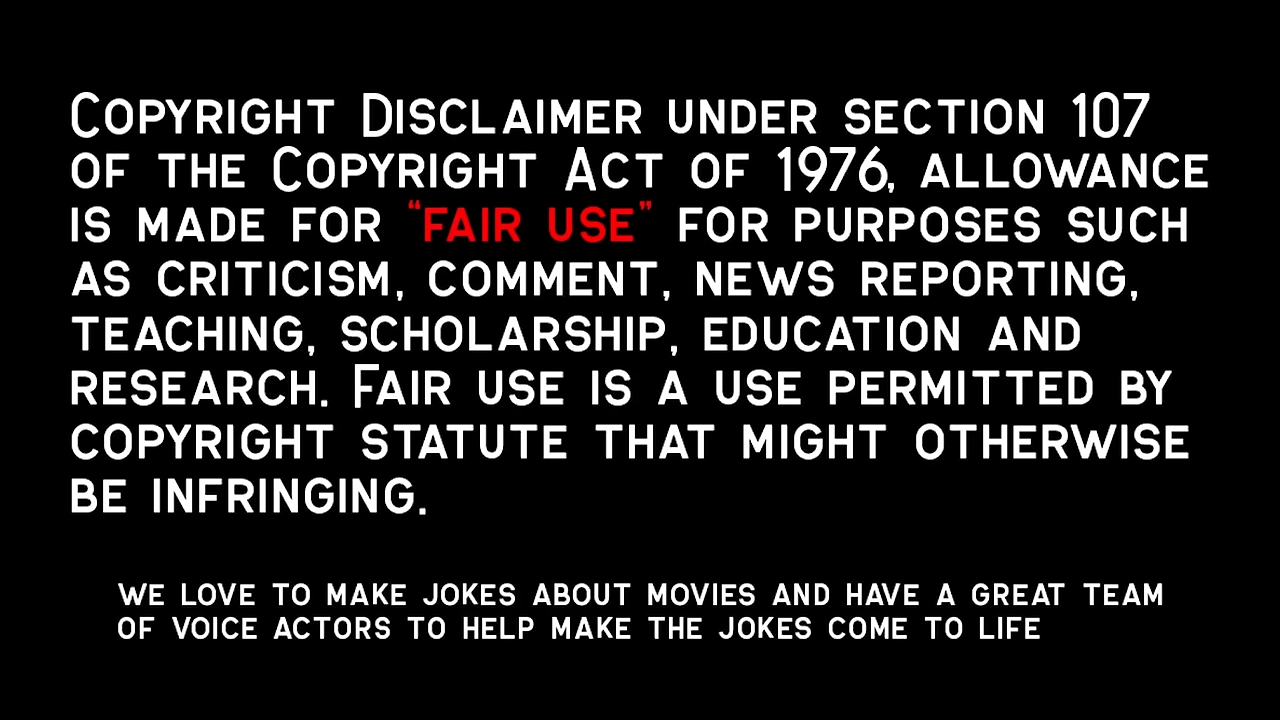 Copyright Disclaimer under section 107
of the Copyright Act of 1976, allowance
is made for “fair use” for purposes such
as criticism, comment, news reporting,
teaching, scholarship, education and
research. Fair use is a use permitted by
copyright statute that might otherwise
be infringing.
we love to make jokes about movies and have a great team
of voice actors to help make the jokes come to life